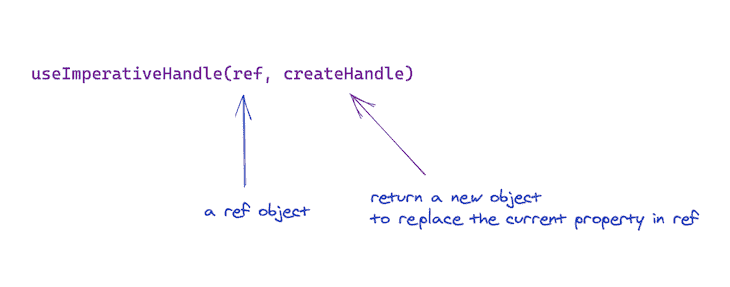 useImperativeHandle(ref, createHandle)
a ref object
return a new object
to replace the current property in ref